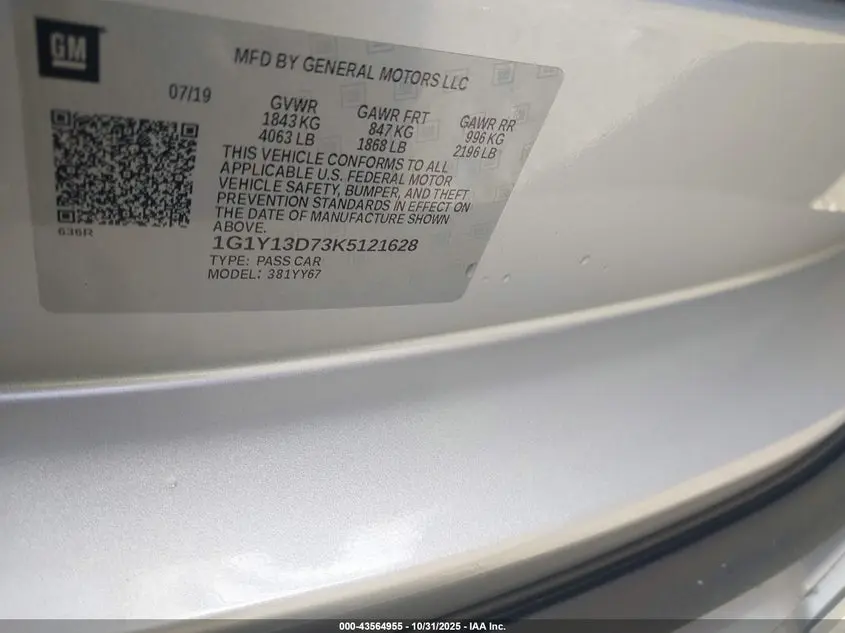 GM
MFD BY GENERAL MOTORS LLC
07/19
GVWR
1843 KG
4063 LB
GAWR FRT
847 KG
1868 LB
GAWR RR
996 KG
2196 LB
THIS VEHICLE CONFORMS TO ALL
APPLICABLE U.S. FEDERAL MOTOR
VEHICLE SAFETY, BUMPER, AND THEFT
PREVENTION STANDARDS IN EFFECT ON
THE DATE OF MANUFACTURE SHOWN
ABOVE.
636R
1G1Y13D73K5121628
TYPE: PASS CAR
MODEL: 381YY67
000-43564955 - 10/31/2025 - IAA Inc.